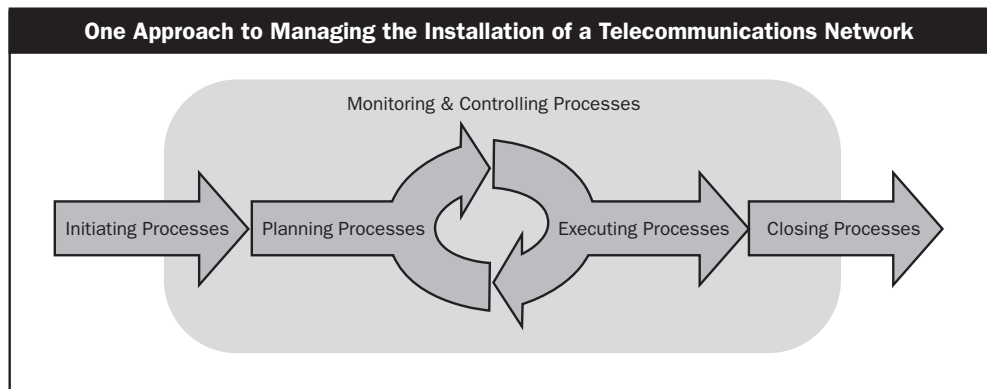 One Approach to Managing the Installation of a Telecommunications Network
Monitoring & Controlling Processes
Initiating Processes
Planning Processes
Executing Processes
Closing Processes